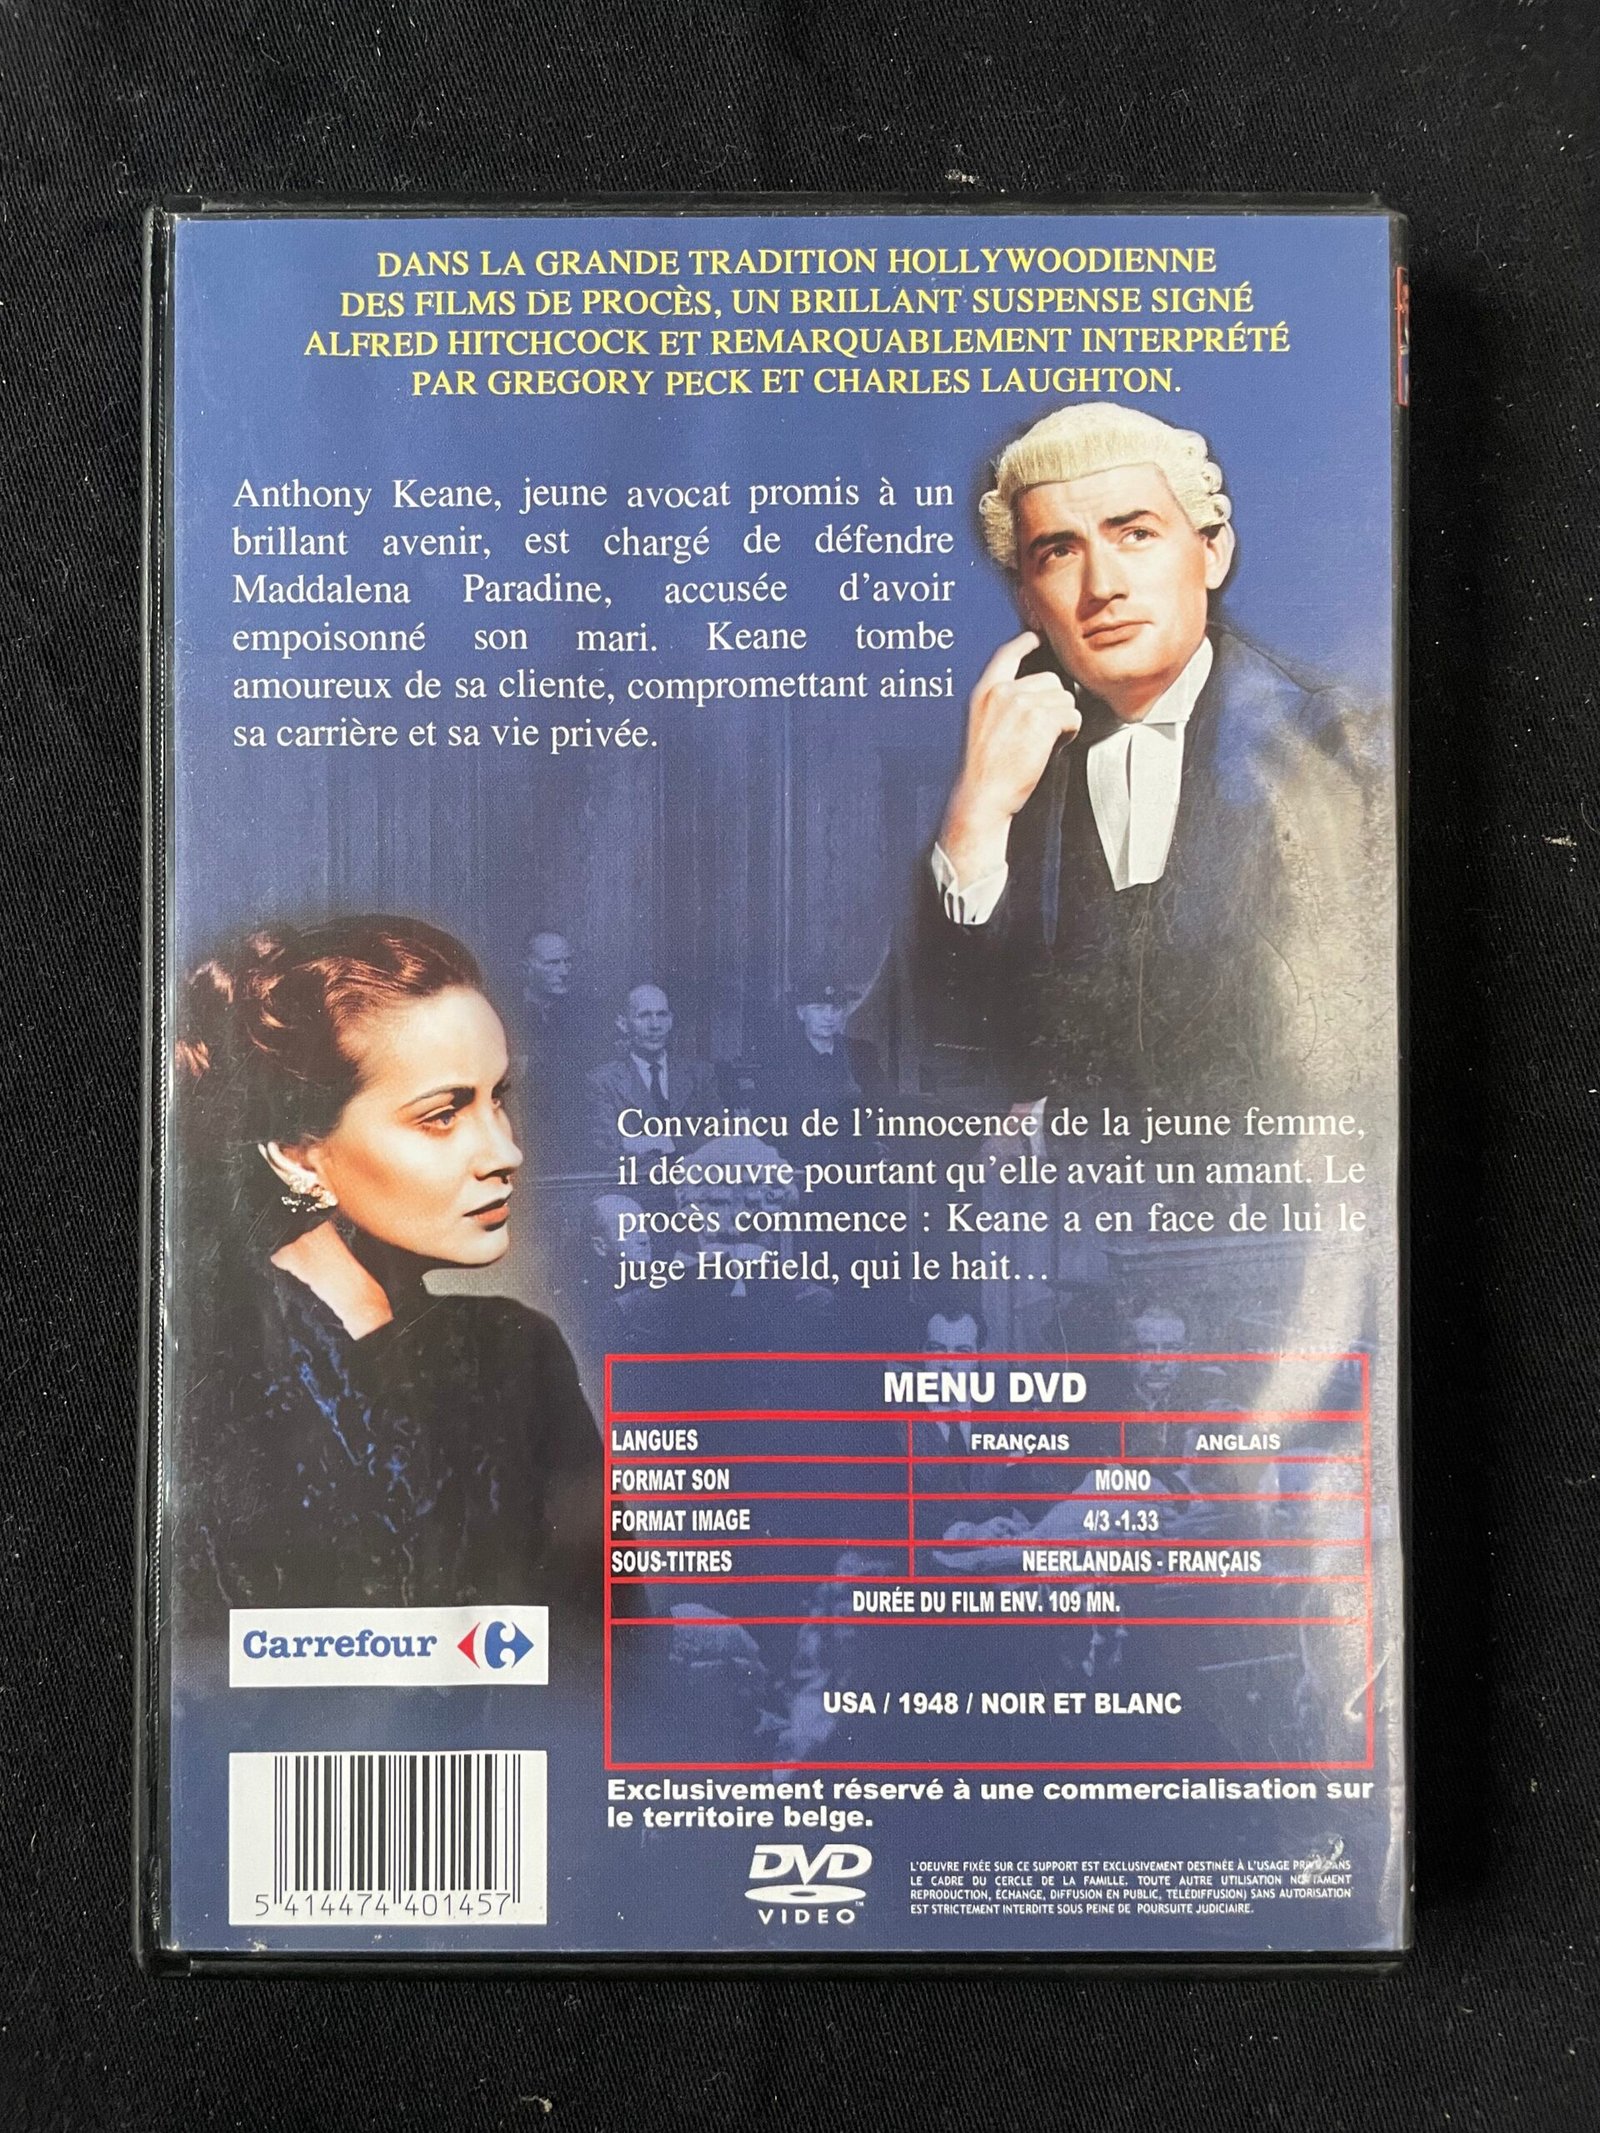 DANS LA GRANDE TRADITION HOLLYWOODIENNE
DES FILMS DE PROCÈS, UN BRILLANT SUSPENSE SIGNÉ
ALFRED HITCHCOCK ET REMARQUABLEMENT INTERPRÉTÉ
PAR GREGORY PECK ET CHARLES LAUGHTON.
Anthony Keane, jeune avocat promis à un
brillant avenir, est chargé de défendre
Maddalena Paradine, accusée d’avoir
empoisonné son mari. Keane tombe
amoureux de sa cliente, compromettant ainsi
sa carrière et sa vie privée.
Convaincu de l’innocence de la jeune femme,
il découvre pourtant qu’elle avait un amant. Le
procès commence : Keane a en face de lui le
juge Horfield, qui le hait…
MENU DVD
LANGUES FRANÇAIS ANGLAIS
FORMAT SON MONO
FORMAT IMAGE 4/3 -1.33
SOUS-TITRES NEERLANDAIS - FRANÇAIS
DURÉE DU FILM ENV. 109 MN.
USA / 1948 / NOIR ET BLANC
Carrefour
Exclusivement réservé à une commercialisation sur
le territoire belge.
5 414474 401457
DVD
VIDEO™
L'OEUVRE FIXÉE SUR CE SUPPORT EST EXCLUSIVEMENT DESTINÉE À L'USAGE DANS
LE CADRE DU CERCLE DE LA FAMILLE. TOUTE AUTRE UTILISATION
REPRODUCTION, ÉCHANGE, DIFFUSION EN PUBLIC, TÉLÉDIFFUSION) SANS AUTORISATION
EST STRICTEMENT INTERDITE SOUS PEINE DE POURSUITE JUDICIAIRE.